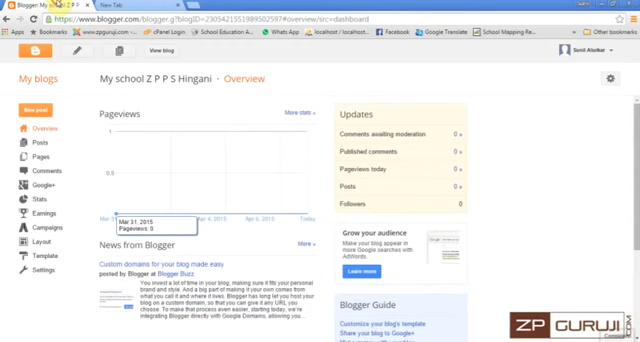 Blogger: My school Z P P
New Tab
https://www.blogger.com/blogger.g?blogID=2305421551989502597#overview/src=dashboard
Apps
www.zpguruji.com/
cPanel Login
School Education
Whats App
Facebook
Google Translate
School Mapping Re...
Other bookmarks
View blog
Sunil Alurkar
My blogs
My school Z P P S Hingani · Overview
New post
Overview
Posts
Pages
Comments
Google+
Stats
Earnings
Campaigns
Layout
Template
Settings
Pageviews
More stats »
1
0.5
Mar 31, 2015
Pageviews: 0
Apr 4, 2015
Apr 6, 2015
Today
News from Blogger
More »
Custom domains for your blog made easy
posted by Blogger at Blogger Buzz
You invest a lot of time in your blog, making sure it fits your personal
brand and style. And a big part of making it your own comes
from what you call it and where it lives. Blogger has long let you host your
blog on a custom domain, so that you can give it any URL you
choose. To make that process even easier, starting today, we're
integrating Blogger directly with Google Domains, allowing you...
Updates
Comments awaiting moderation 0 »
Published comments 0 »
Pageviews today 0 »
Posts 0 »
Followers 0
Grow your audience
Make your blog appear
in more Google
searches with
AdWords.
Learn more
Blogger Guide
Customize your blog's template
Share your blog to Google+
ZP GURUJI.COM